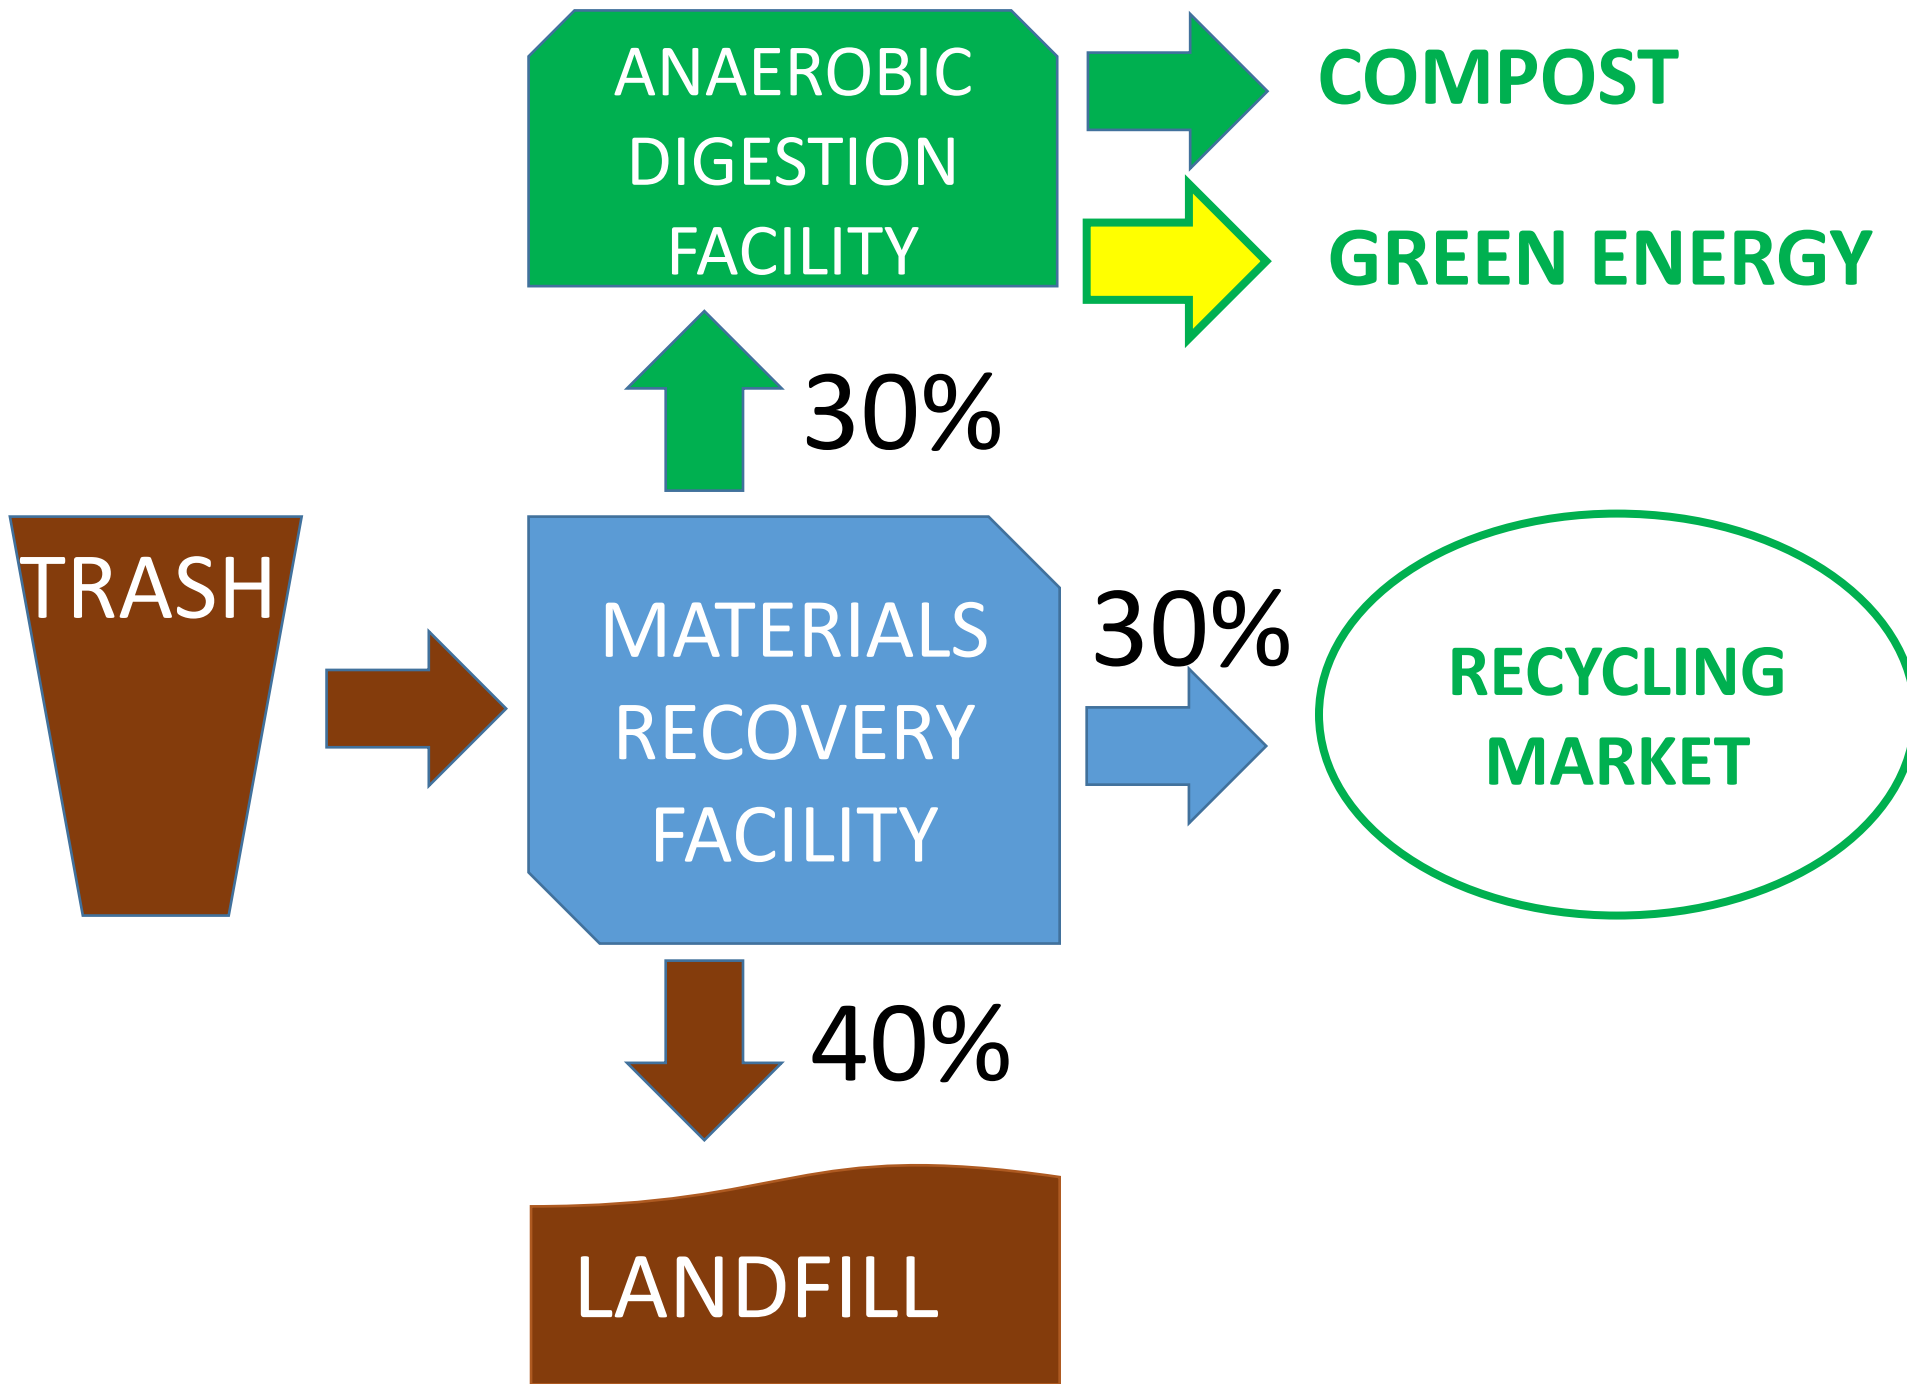 ANAEROBIC
DIGESTION
FACILITY
COMPOST
GREEN ENERGY
30%
TRASH
MATERIALS
RECOVERY
FACILITY
30%
RECYCLING
MARKET
40%
LANDFILL